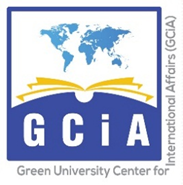 GCiA
Green University Center for
International Affairs (GCIA)